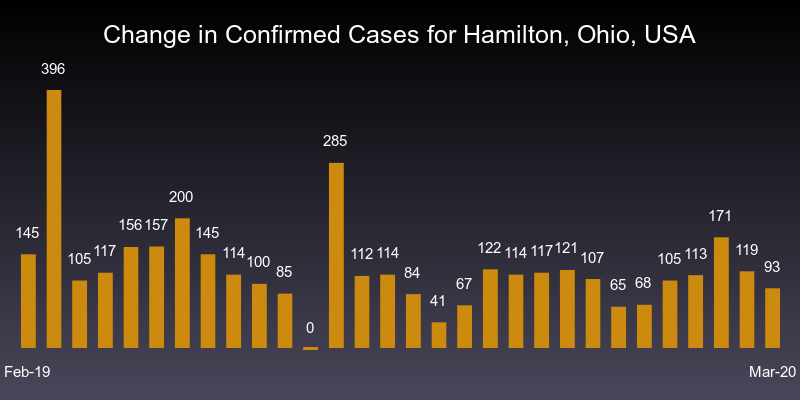 Change in Confirmed Cases for Hamilton, Ohio, USA
145 396 105 117 156 157 200 145 114 100 85 0 285 112 114 84 41 67 122 114 117 121 107 65 68 105 113 171 119 93
Feb-19 Mar-20